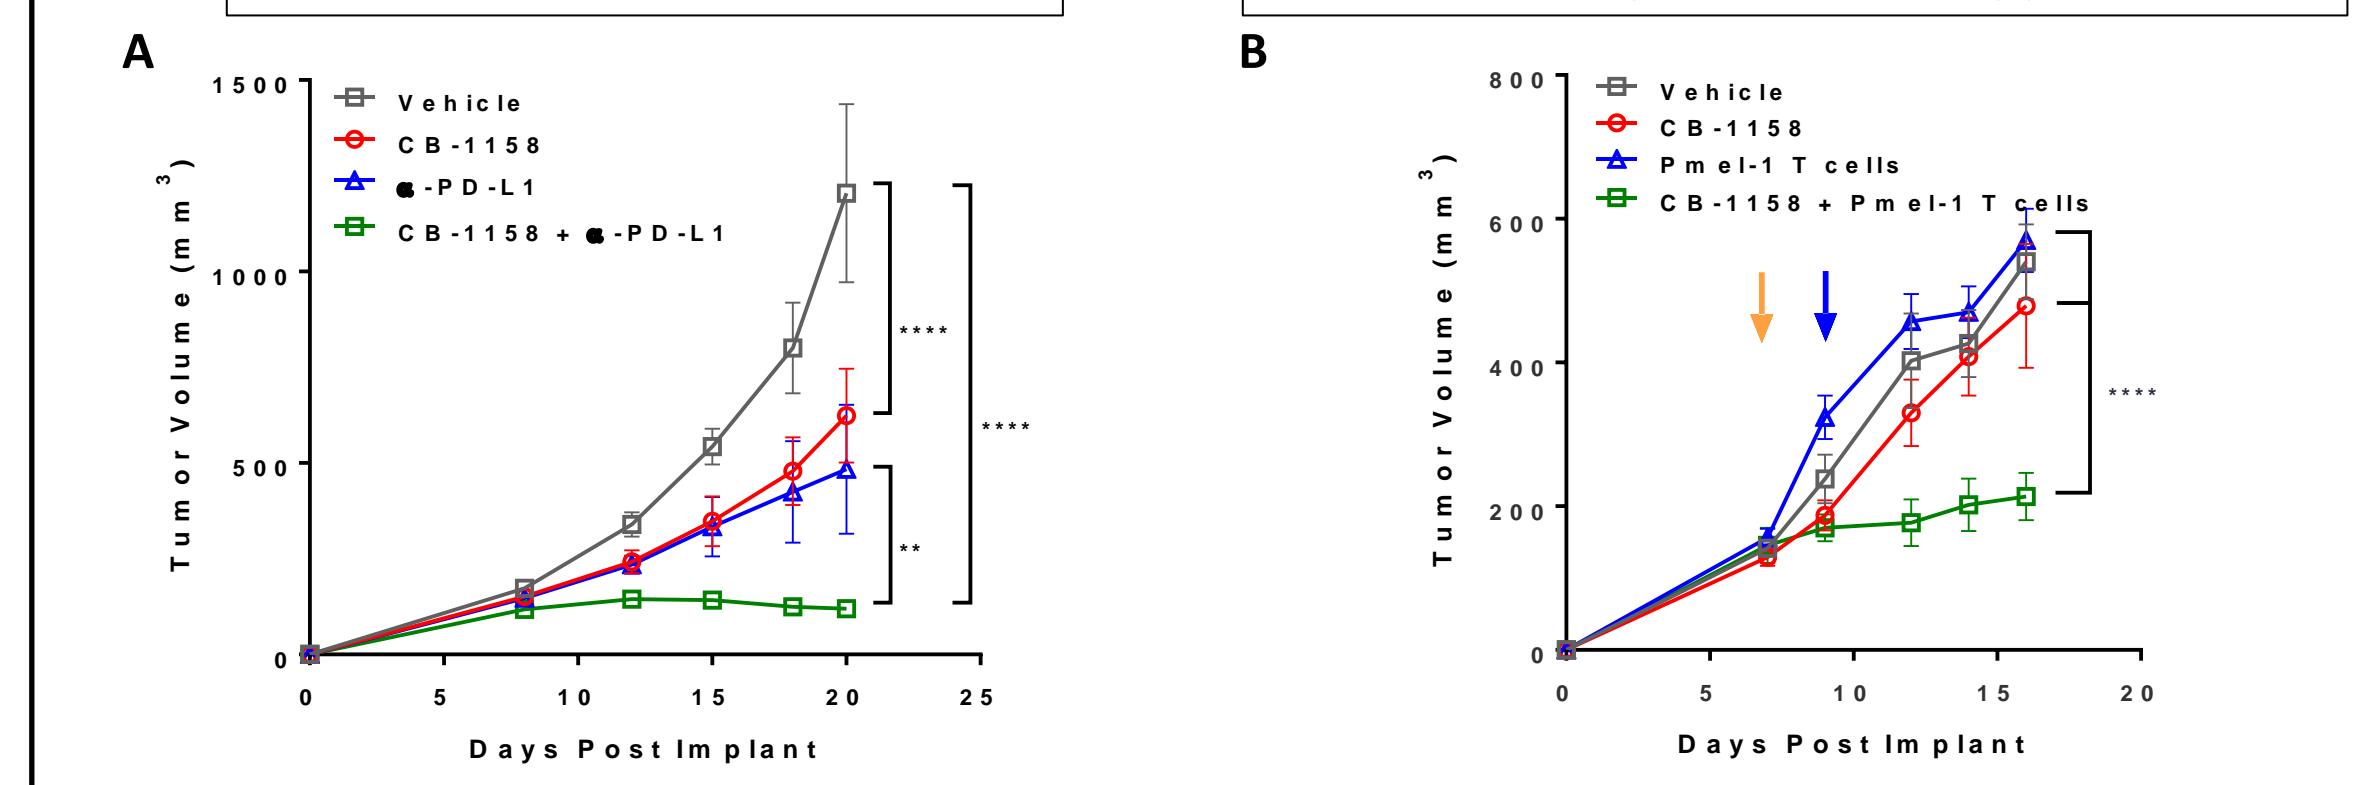 A
1500
1000
500
0
Tumor Volume (mm³)
Vehicle
CB-1158
α-PD-L1
CB-1158 + α-PD-L1
****
**
****
0 5 10 15 20 25
Days Post Implant
B
800
600
400
200
0
Tumor Volume (mm³)
Vehicle
CB-1158
Pmel-1 T cells
CB-1158 + Pmel-1 T cells
****
0 5 10 15 20
Days Post Implant